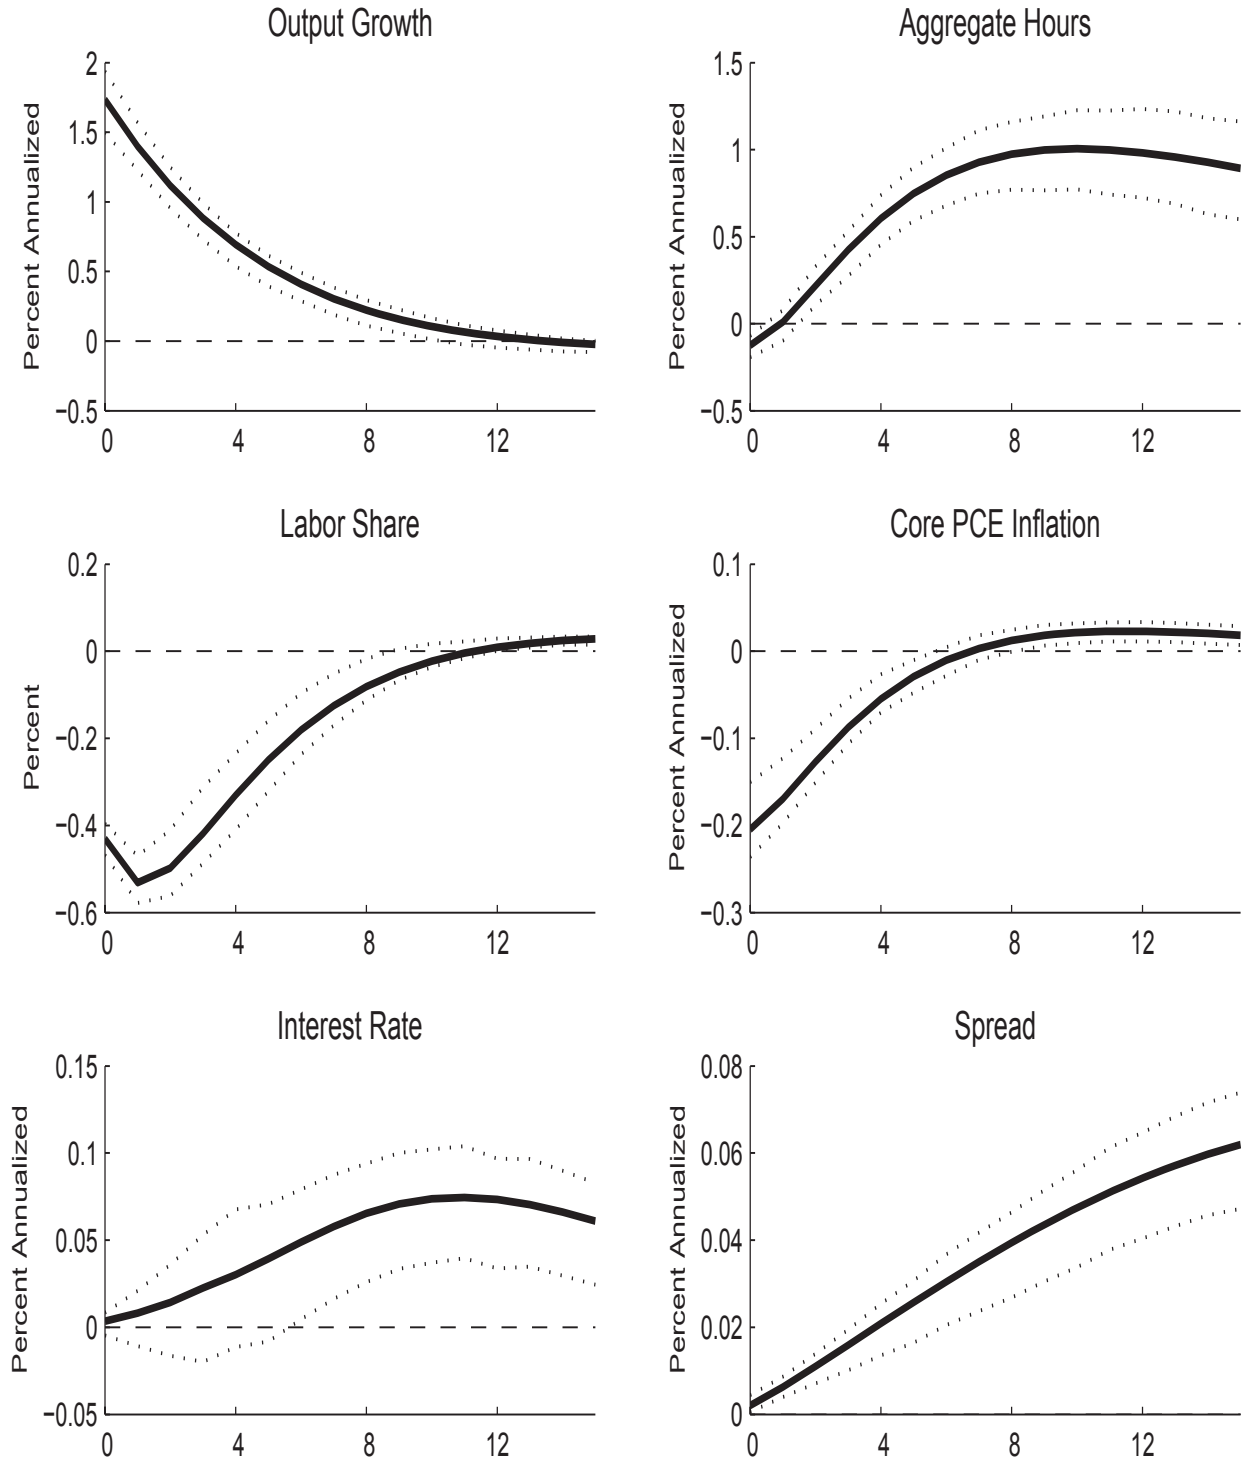 Output Growth
Percent Annualized
2
1.5
1
0.5
0
−0.5
0 4 8 12
Aggregate Hours
Percent Annualized
1.5
1
0.5
0
−0.5
0 4 8 12
Labor Share
Percent
0.2
0
−0.2
−0.4
−0.6
0 4 8 12
Core PCE Inflation
Percent Annualized
0.1
0
−0.1
−0.2
−0.3
0 4 8 12
Interest Rate
Percent Annualized
0.15
0.1
0.05
0
−0.05
0 4 8 12
Spread
Percent Annualized
0.08
0.06
0.04
0.02
0
0 4 8 12